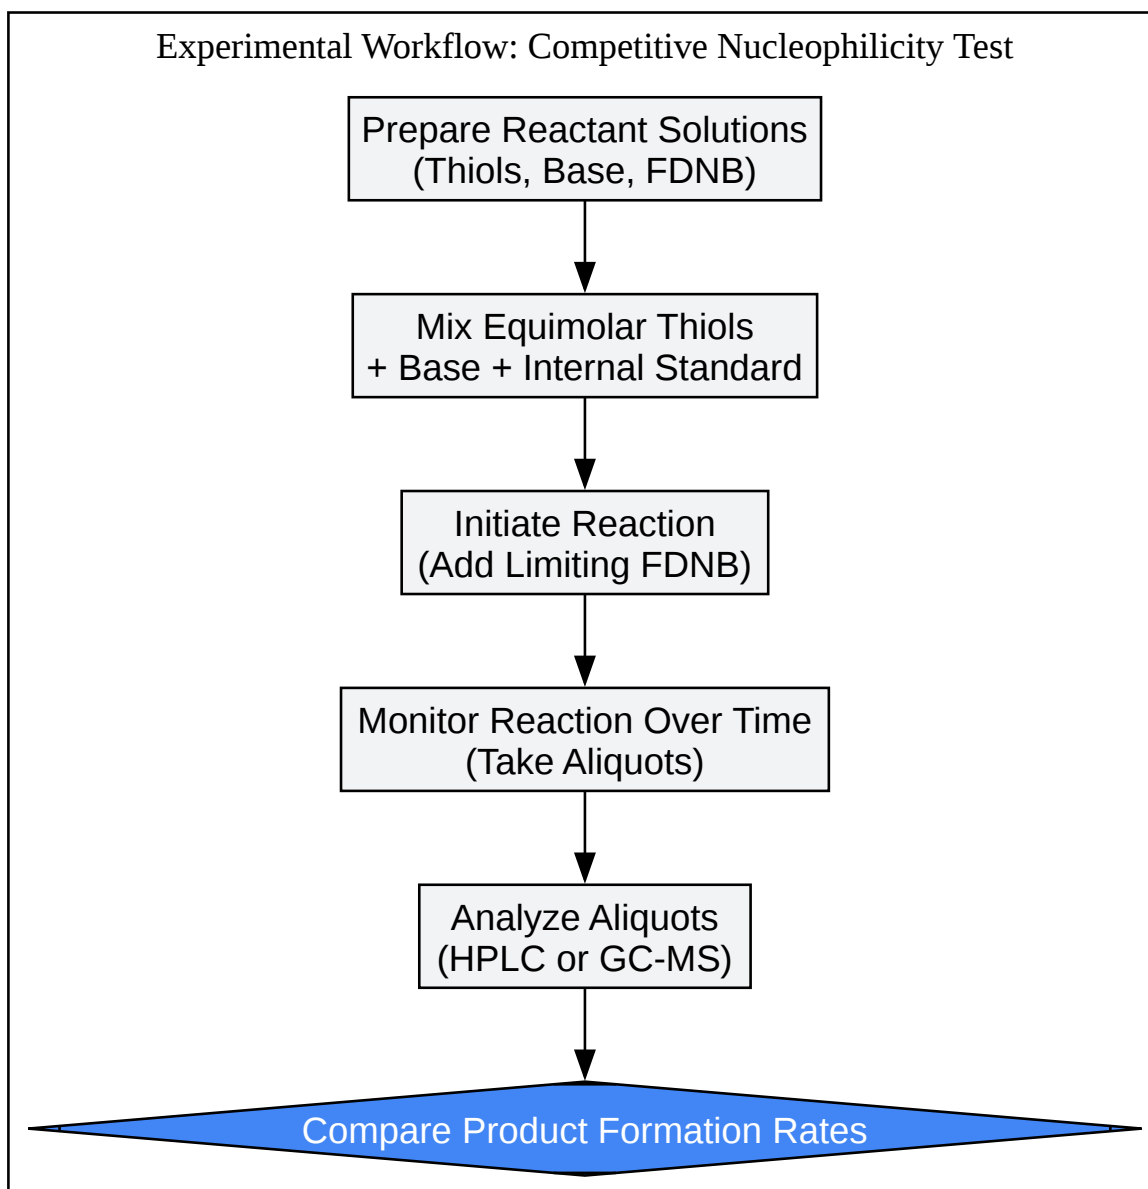 Experimental Workflow: Competitive Nucleophilicity Test
Prepare Reactant Solutions
(Thiols, Base, FDNB)
Mix Equimolar Thiols
+ Base + Internal Standard
Initiate Reaction
(Add Limiting FDNB)
Monitor Reaction Over Time
(Take Aliquots)
Analyze Aliquots
(HPLC or GC-MS)
Compare Product Formation Rates